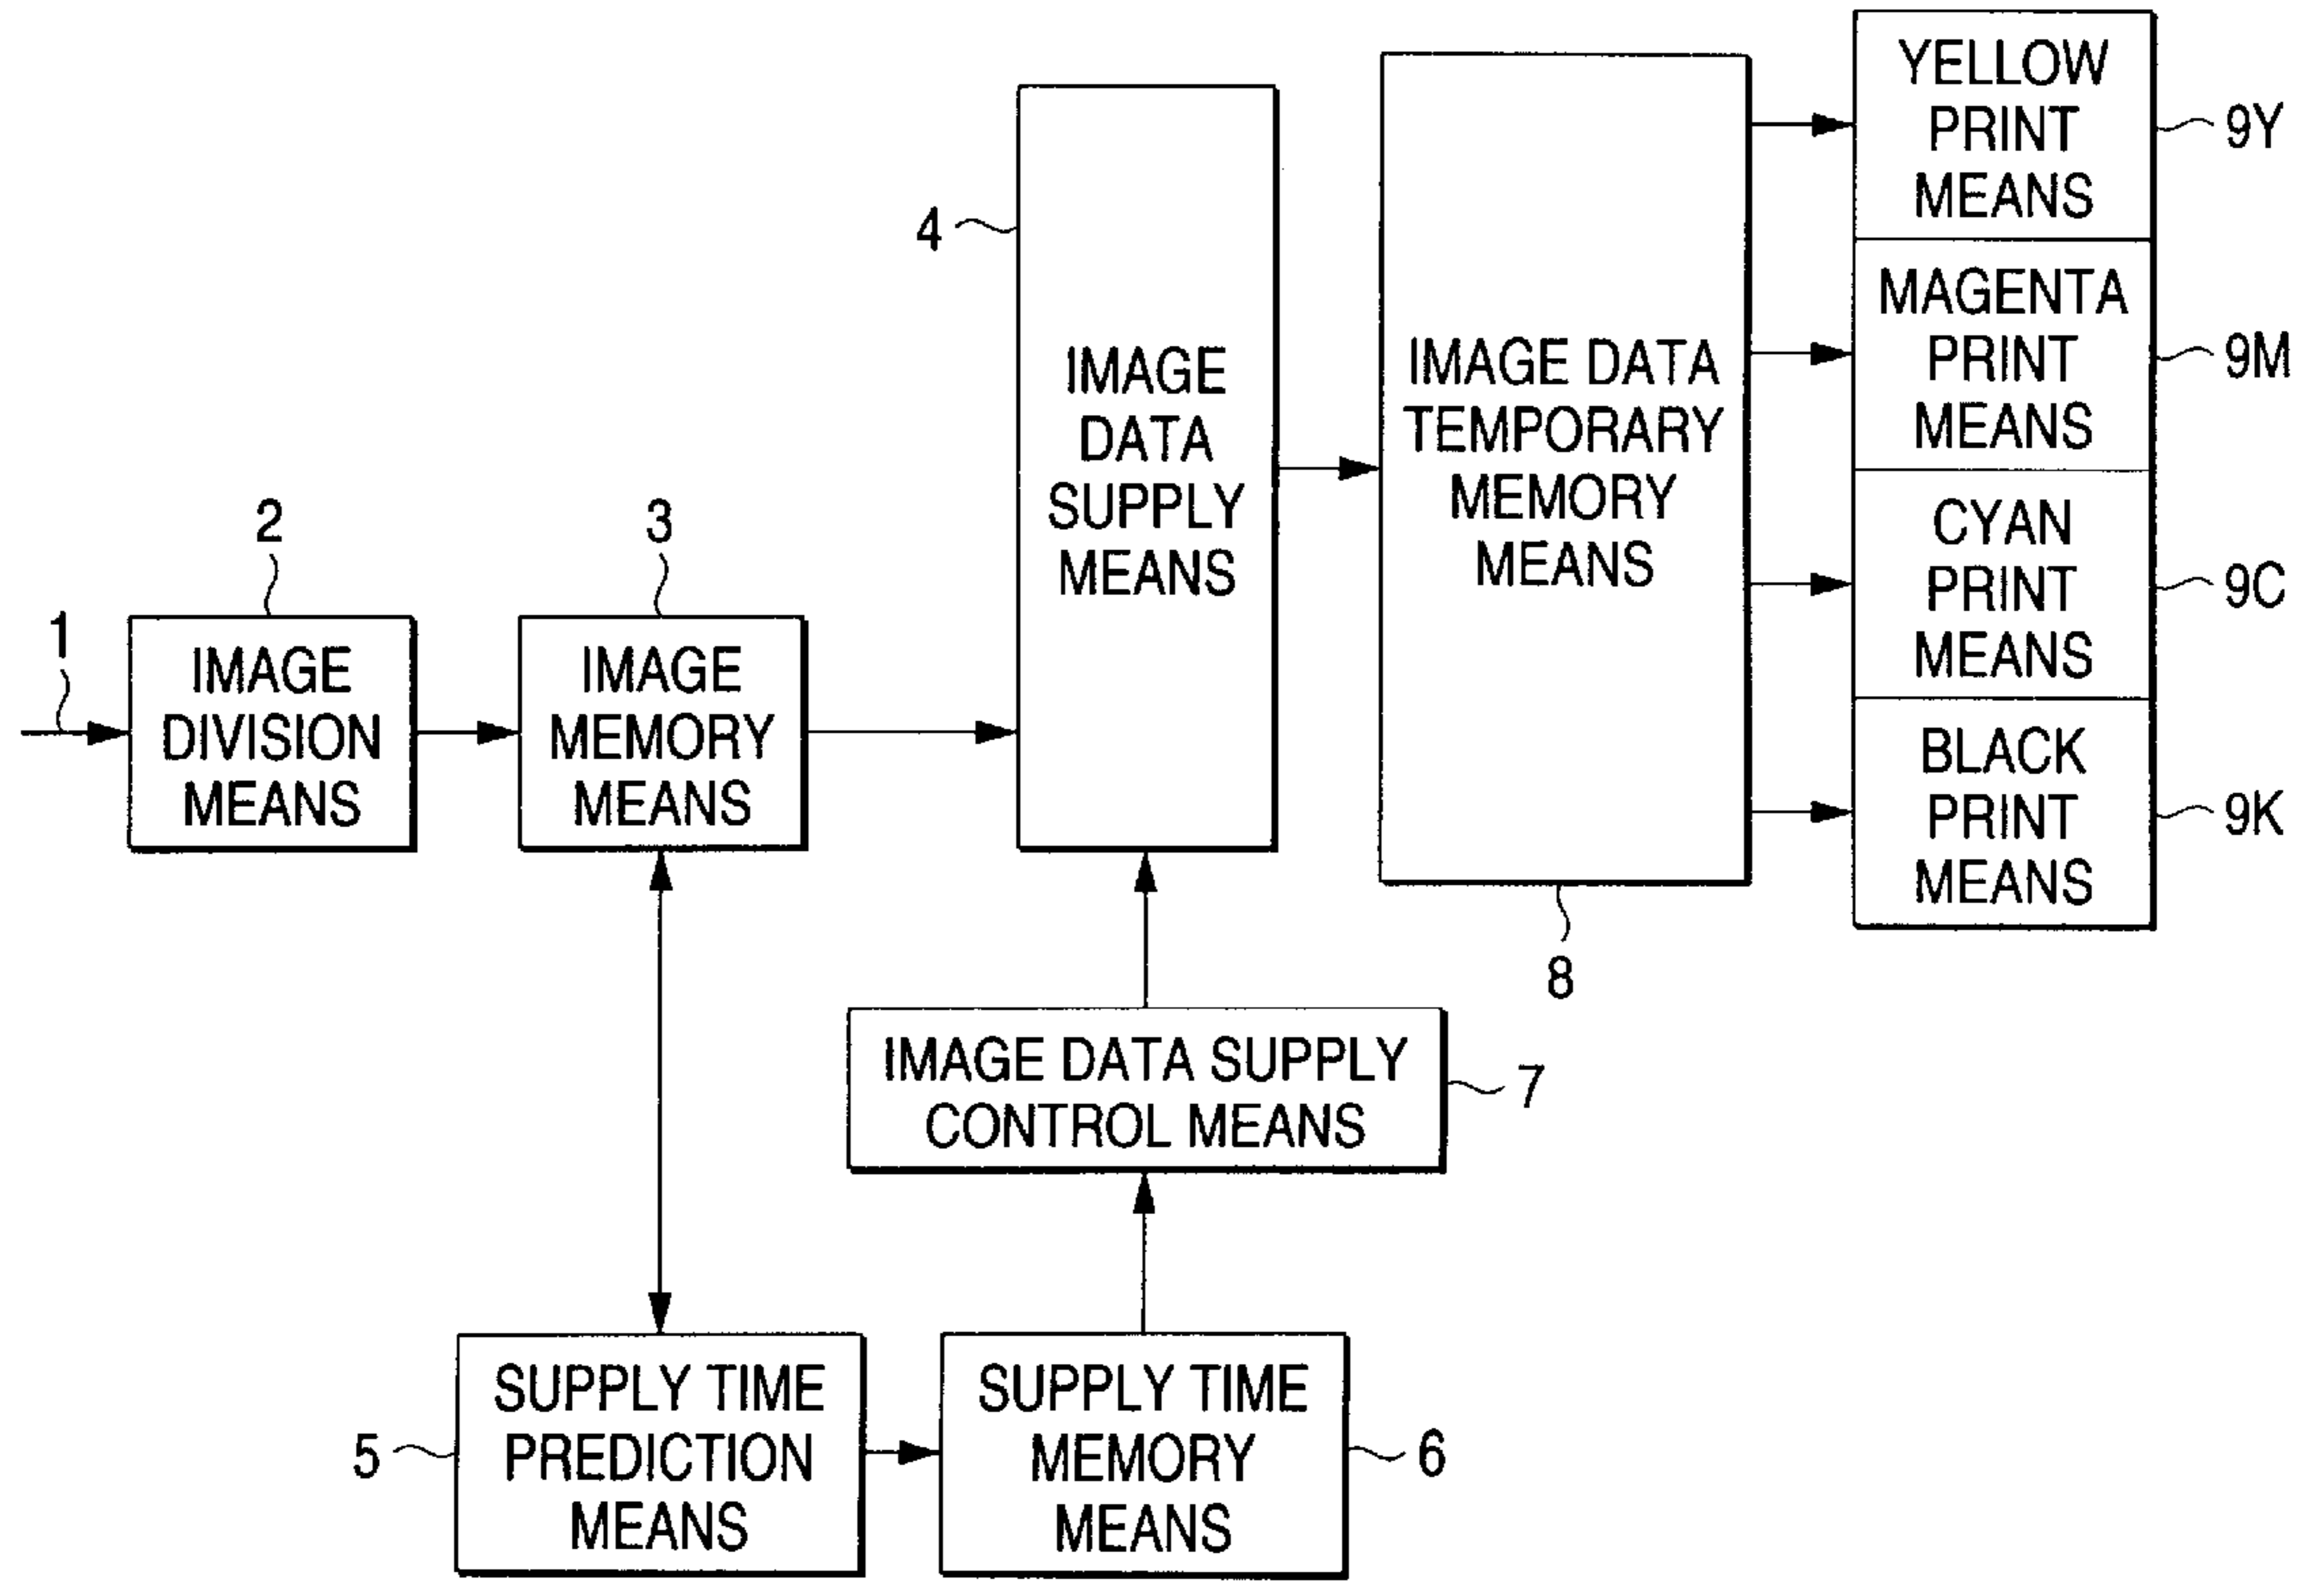 1
2
IMAGE
DIVISION
MEANS
3
IMAGE
MEMORY
MEANS
4
IMAGE
DATA
SUPPLY
MEANS
IMAGE DATA
TEMPORARY
MEMORY
MEANS
8
YELLOW
PRINT
MEANS
9Y
MAGENTA
PRINT
MEANS
9M
CYAN
PRINT
MEANS
9C
BLACK
PRINT
MEANS
9K
IMAGE DATA SUPPLY
CONTROL MEANS
7
5
SUPPLY TIME
PREDICTION
MEANS
SUPPLY TIME
MEMORY
MEANS
6